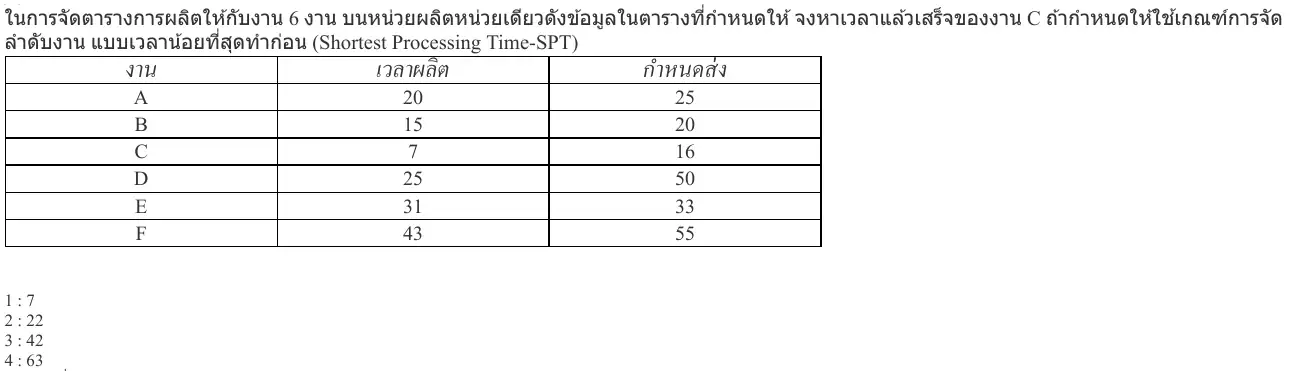 ในการจัดตารางการผลิตให้กับงาน 6 งาน บนหน่วยผลิตหน่วยเดียวดังข้อมูลในตารางที่กำหนดให้ จงหาเวลาแล้วเสร็จของงาน C ถ้ากำหนดให้ใช้เกณฑ์การจัด
ลำดับงาน แบบเวลาน้อยที่สุดทำก่อน (Shortest Processing Time-SPT)
งาน เวลาผลิต กำหนดส่ง
A 20 25
B 15 20
C 7 16
D 25 50
E 31 33
F 43 55
1 : 7
2 : 22
3 : 42
4 : 63